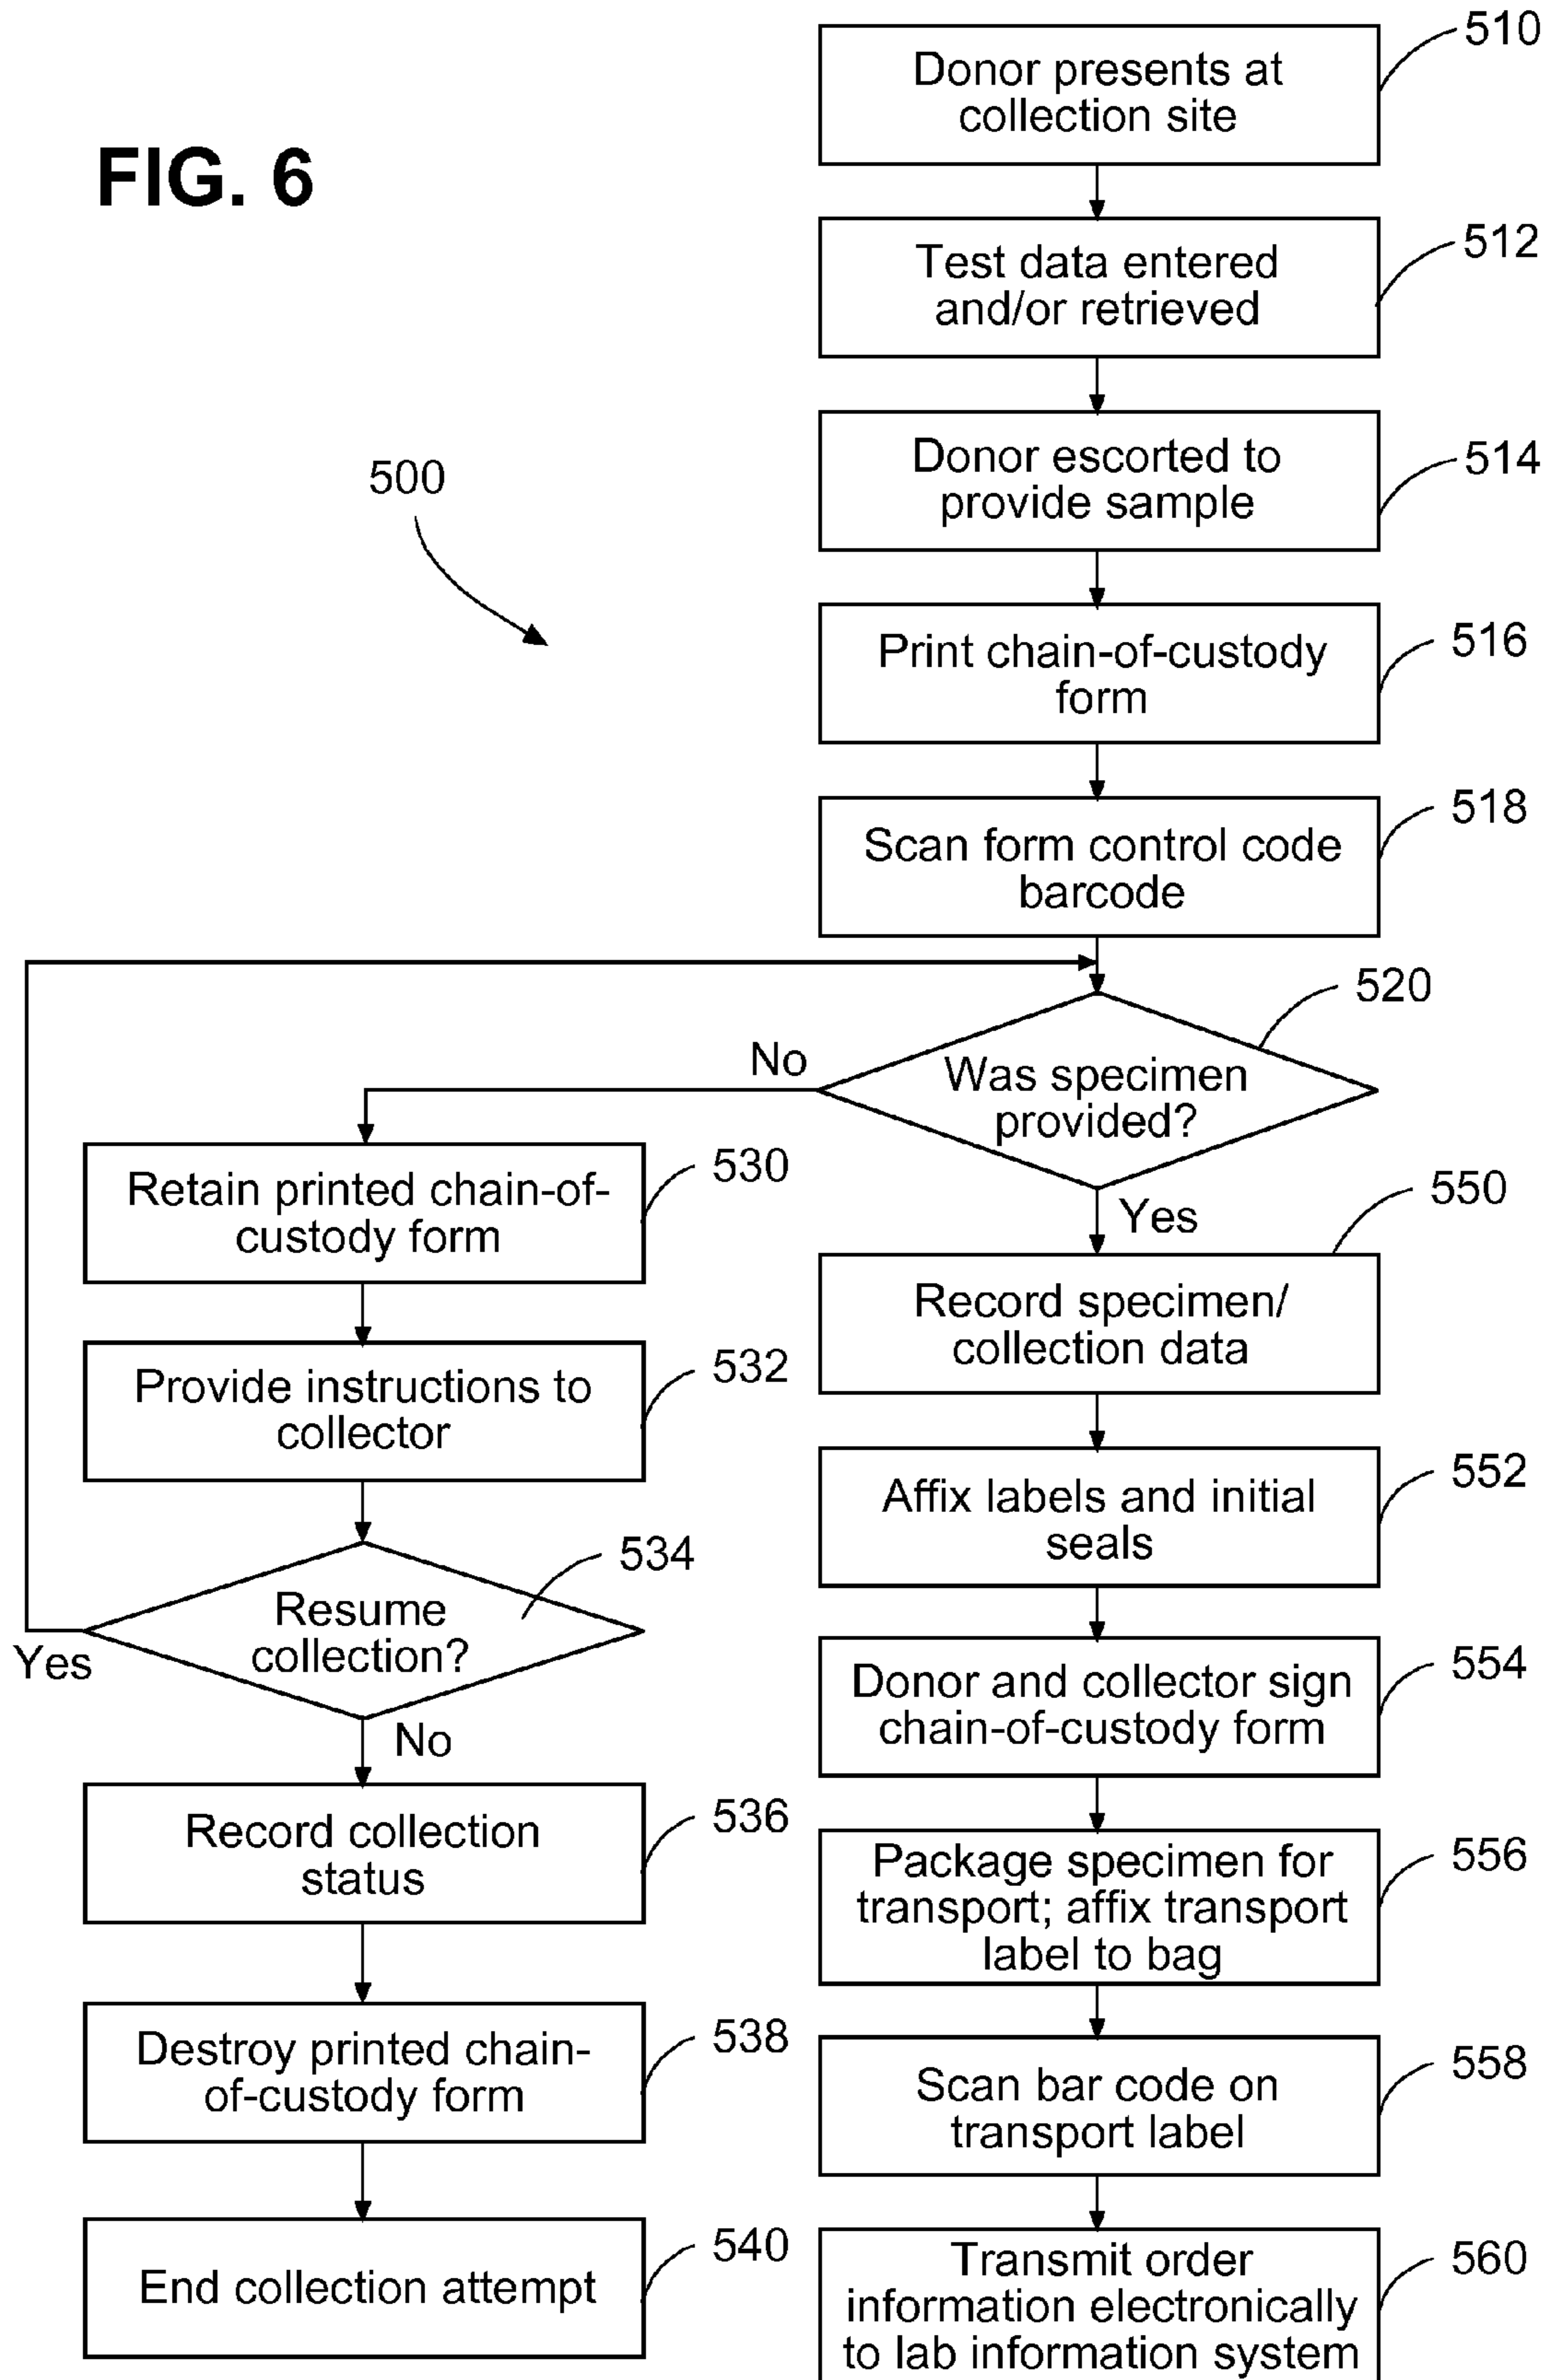 FIG. 6
500
Donor presents at
collection site
510
Test data entered
and/or retrieved
512
Donor escorted to
provide sample
514
Print chain-of-custody
form
516
Scan form control code
barcode
518
Was specimen
provided?
520
No
Yes
Retain printed chain-of-
custody form
530
Provide instructions to
collector
532
Resume
collection?
534
Yes
No
Record collection
status
536
Destroy printed chain-
of-custody form
538
End collection attempt
540
Record specimen/
collection data
550
Affix labels and initial
seals
552
Donor and collector sign
chain-of-custody form
554
Package specimen for
transport; affix transport
label to bag
556
Scan bar code on
transport label
558
Transmit order
information electronically
to lab information system
560